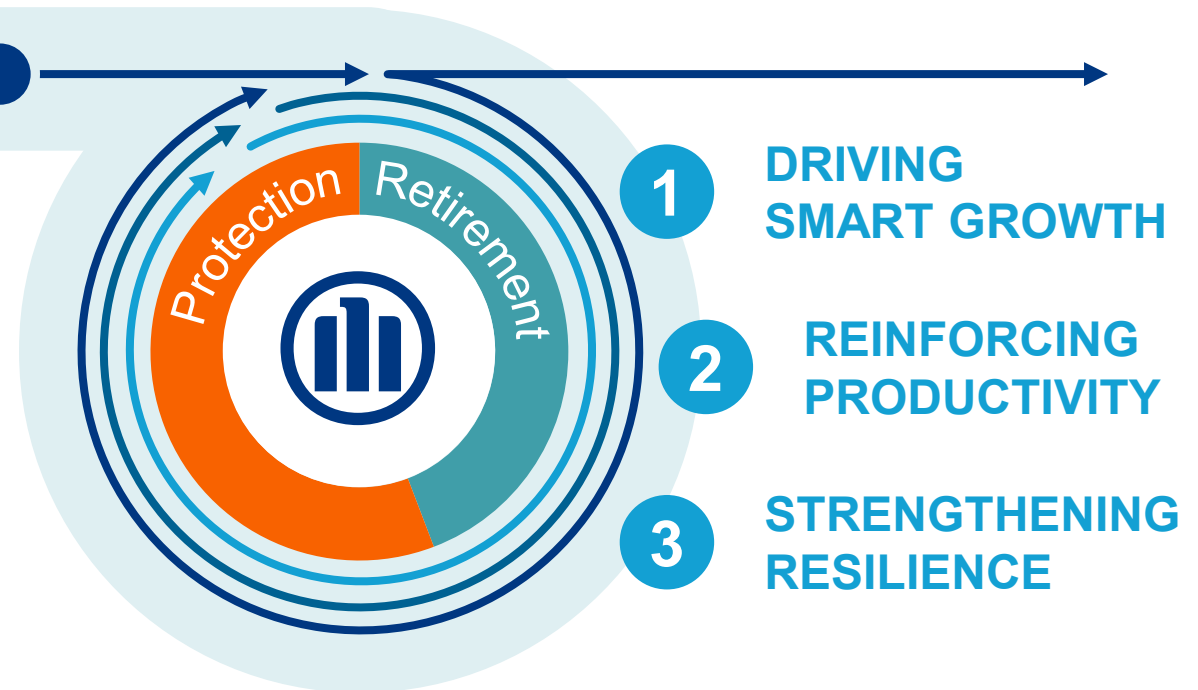 Protection
Retirement
1
DRIVING
SMART GROWTH
2
REINFORCING
PRODUCTIVITY
3
STRENGTHENING
RESILIENCE